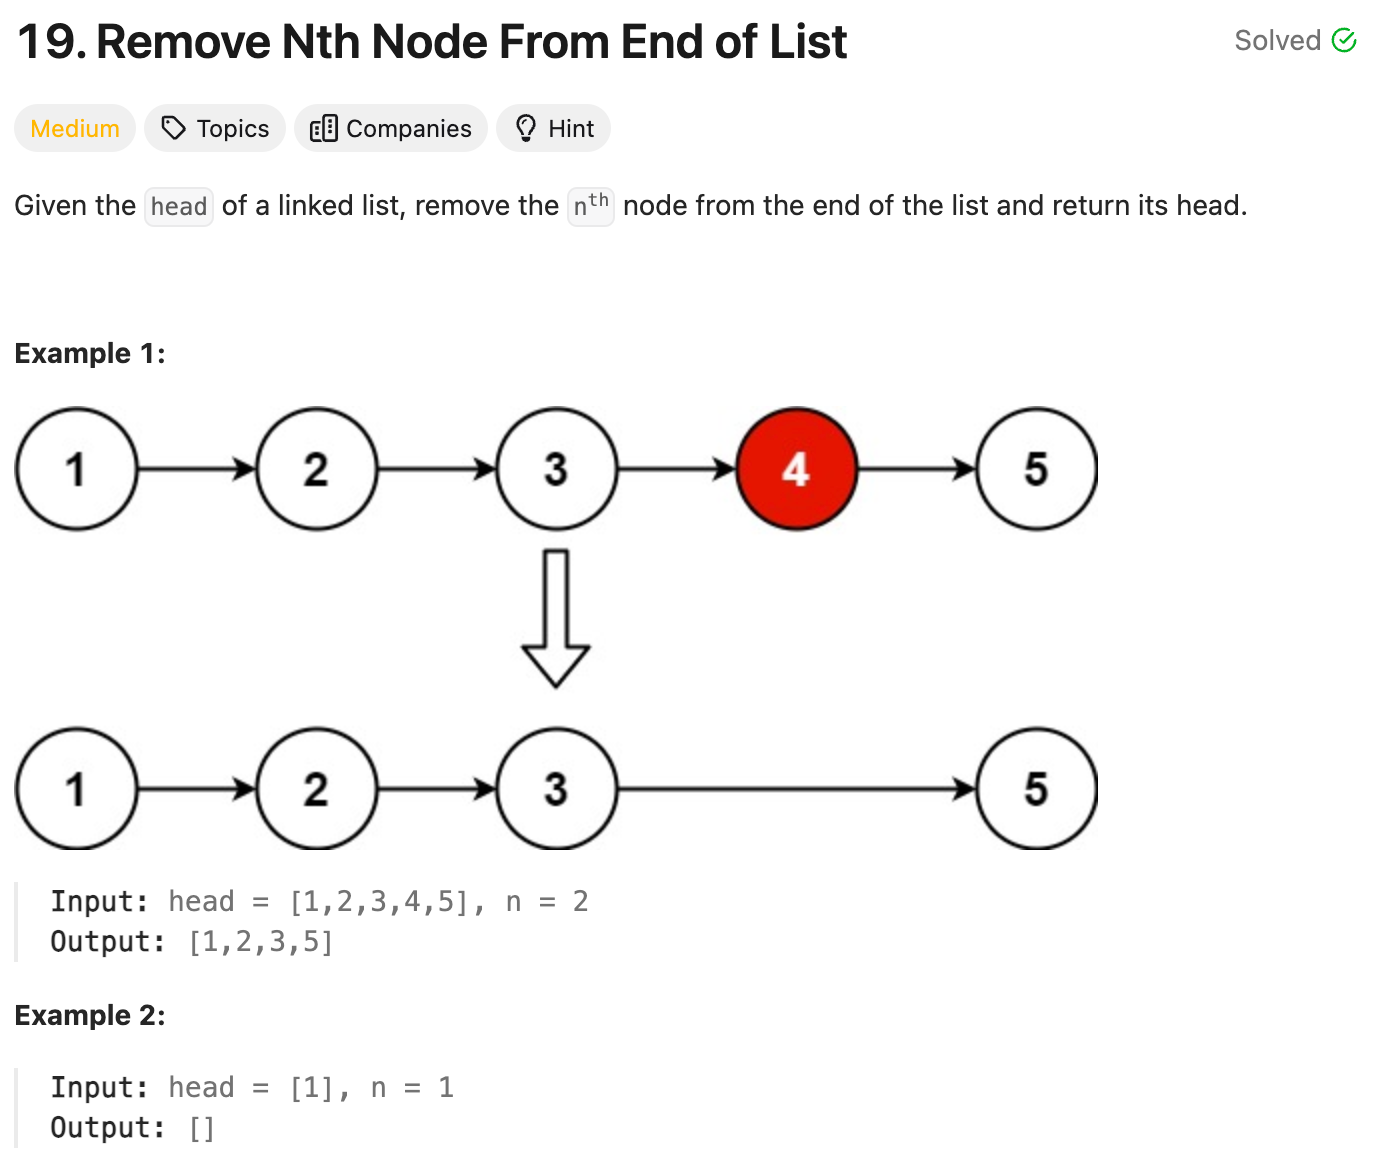 19. Remove Nth Node From End of List
Solved
Medium Topics Companies Hint
Given the head of a linked list, remove the nth node from the end of the list and return its head.
Example 1:
1 2 3 4 5
1 2 3 5
Input: head = [1,2,3,4,5], n = 2
Output: [1,2,3,5]
Example 2:
Input: head = [1], n = 1
Output: []